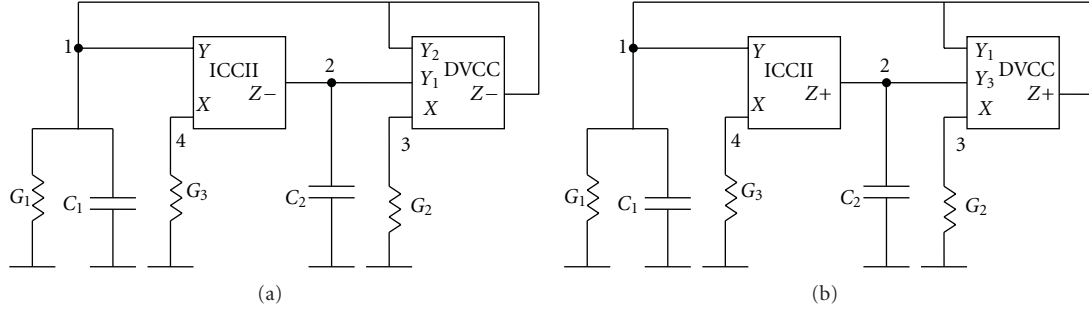 1
Y
ICCII
Z−
X
2
Y2
DVCC
Y1
X
Z−
4
3
G1
C1
G3
C2
G2
(a)
1
Y
ICCII
Z+
X
2
Y1
DVCC
Y3
Z+
X
4
3
G1
C1
G3
C2
G2
(b)